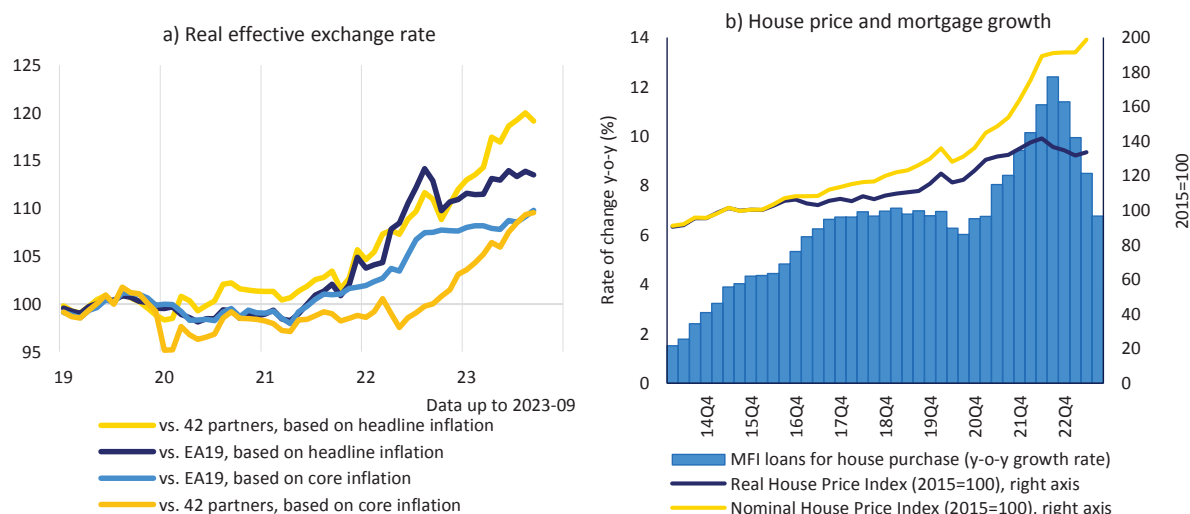 a) Real effective exchange rate
125
120
115
110
105
100
95
19 20 21 22 23
Data up to 2023-09
vs. 42 partners, based on headline inflation
vs. EA19, based on headline inflation
vs. EA19, based on core inflation
vs. 42 partners, based on core inflation
b) House price and mortgage growth
Rate of change y-o-y (%)
14
12
10
8
6
4
2
0
200
180
160
140
120
100
80
60
40
20
0
2015=100
14Q4 15Q4 16Q4 17Q4 18Q4 19Q4 20Q4 21Q4 22Q4
MFI loans for house purchase (y-o-y growth rate)
Real House Price Index (2015=100), right axis
Nominal House Price Index (2015=100), right axis